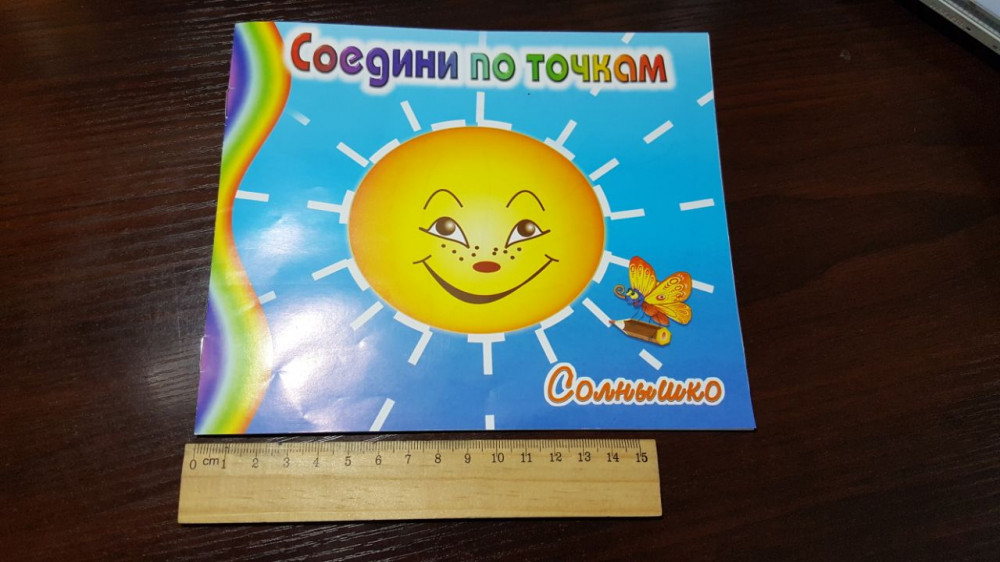 Соедини по точкам
Солнышко
0 cm 1 2 3 4 5 6 7 8 9 10 11 12 13 14 15